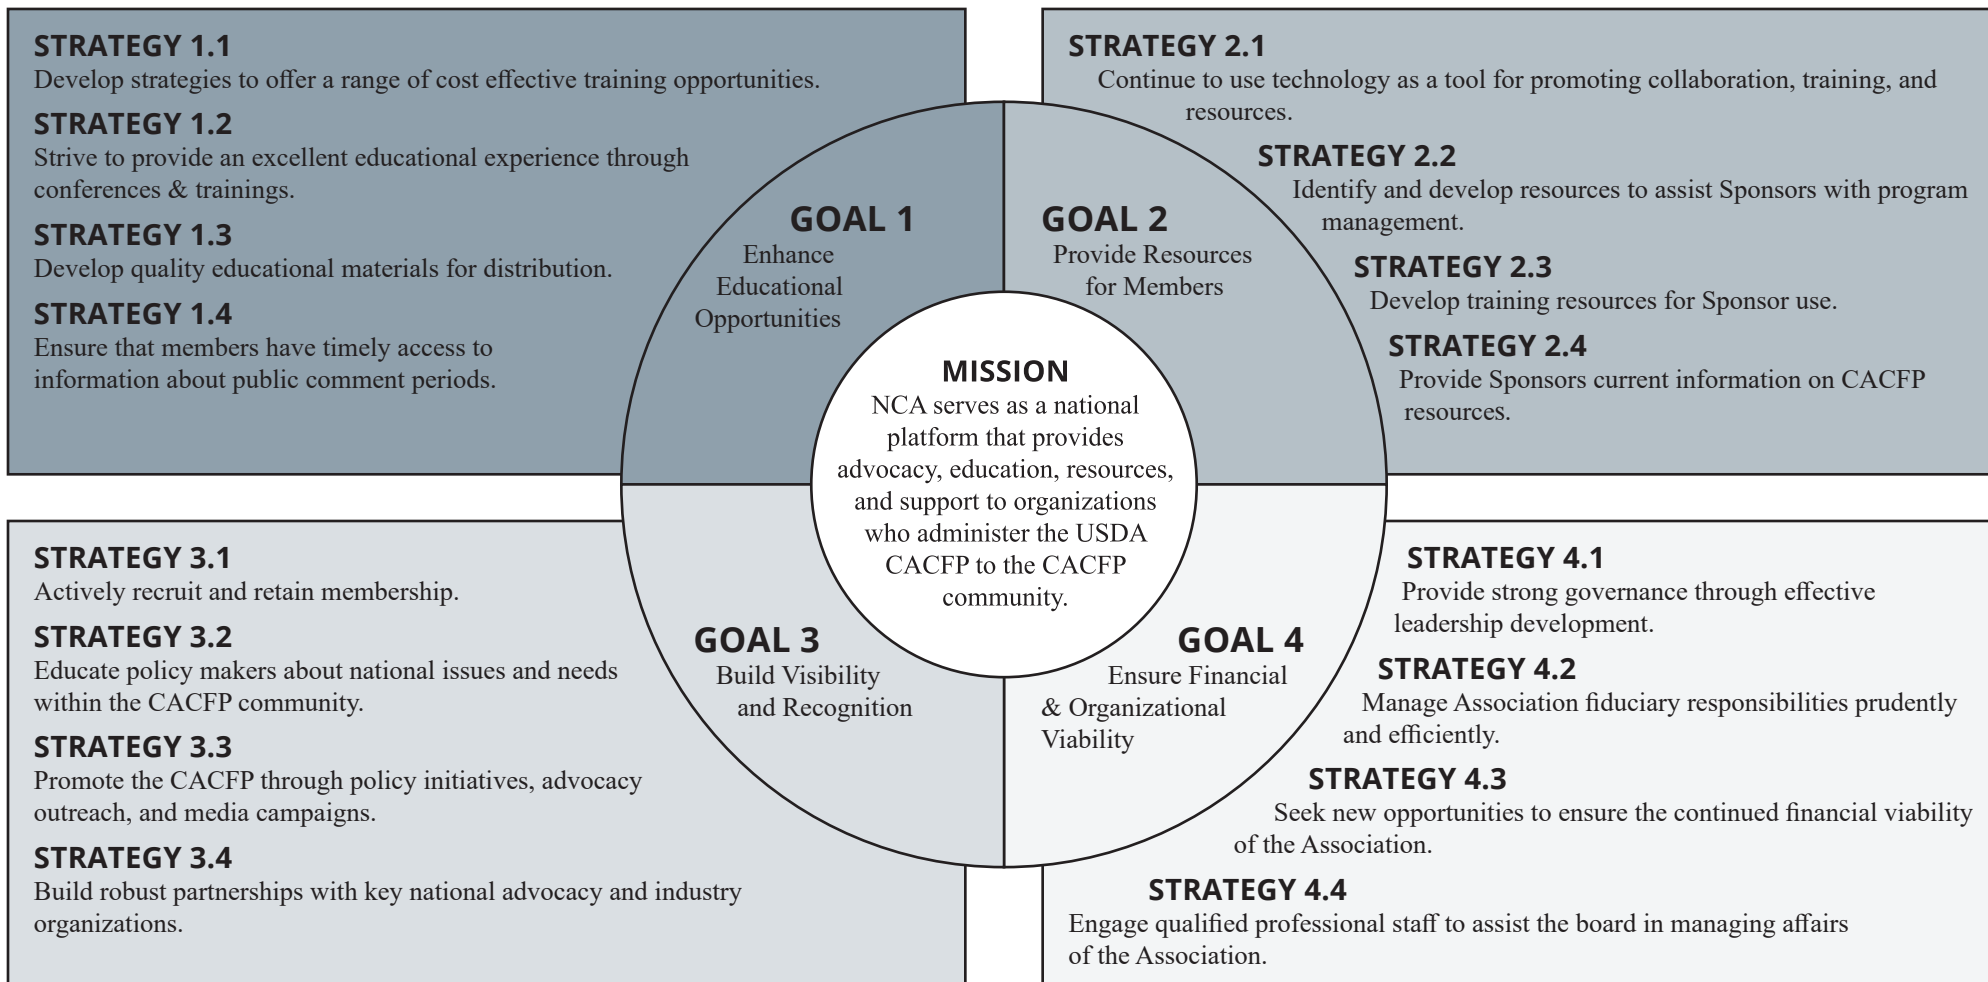 STRATEGY 1.1
Develop strategies to offer a range of cost effective training opportunities.
STRATEGY 1.2
Strive to provide an excellent educational experience through
conferences & trainings.
STRATEGY 1.3
Develop quality educational materials for distribution.
STRATEGY 1.4
Ensure that members have timely access to
information about public comment periods.
GOAL 1
Enhance
Educational
Opportunities
STRATEGY 2.1
Continue to use technology as a tool for promoting collaboration, training, and
resources.
STRATEGY 2.2
Identify and develop resources to assist Sponsors with program
management.
STRATEGY 2.3
Develop training resources for Sponsor use.
STRATEGY 2.4
Provide Sponsors current information on CACFP
resources.
GOAL 2
Provide Resources
for Members
MISSION
NCA serves as a national
platform that provides
advocacy, education, resources,
and support to organizations
who administer the USDA
CACFP to the CACFP
community.
STRATEGY 3.1
Actively recruit and retain membership.
STRATEGY 3.2
Educate policy makers about national issues and needs
within the CACFP community.
STRATEGY 3.3
Promote the CACFP through policy initiatives, advocacy
outreach, and media campaigns.
STRATEGY 3.4
Build robust partnerships with key national advocacy and industry
organizations.
GOAL 3
Build Visibility
and Recognition
GOAL 4
Ensure Financial
& Organizational
Viability
STRATEGY 4.1
Provide strong governance through effective
leadership development.
STRATEGY 4.2
Manage Association fiduciary responsibilities prudently
and efficiently.
STRATEGY 4.3
Seek new opportunities to ensure the continued financial viability
of the Association.
STRATEGY 4.4
Engage qualified professional staff to assist the board in managing affairs
of the Association.